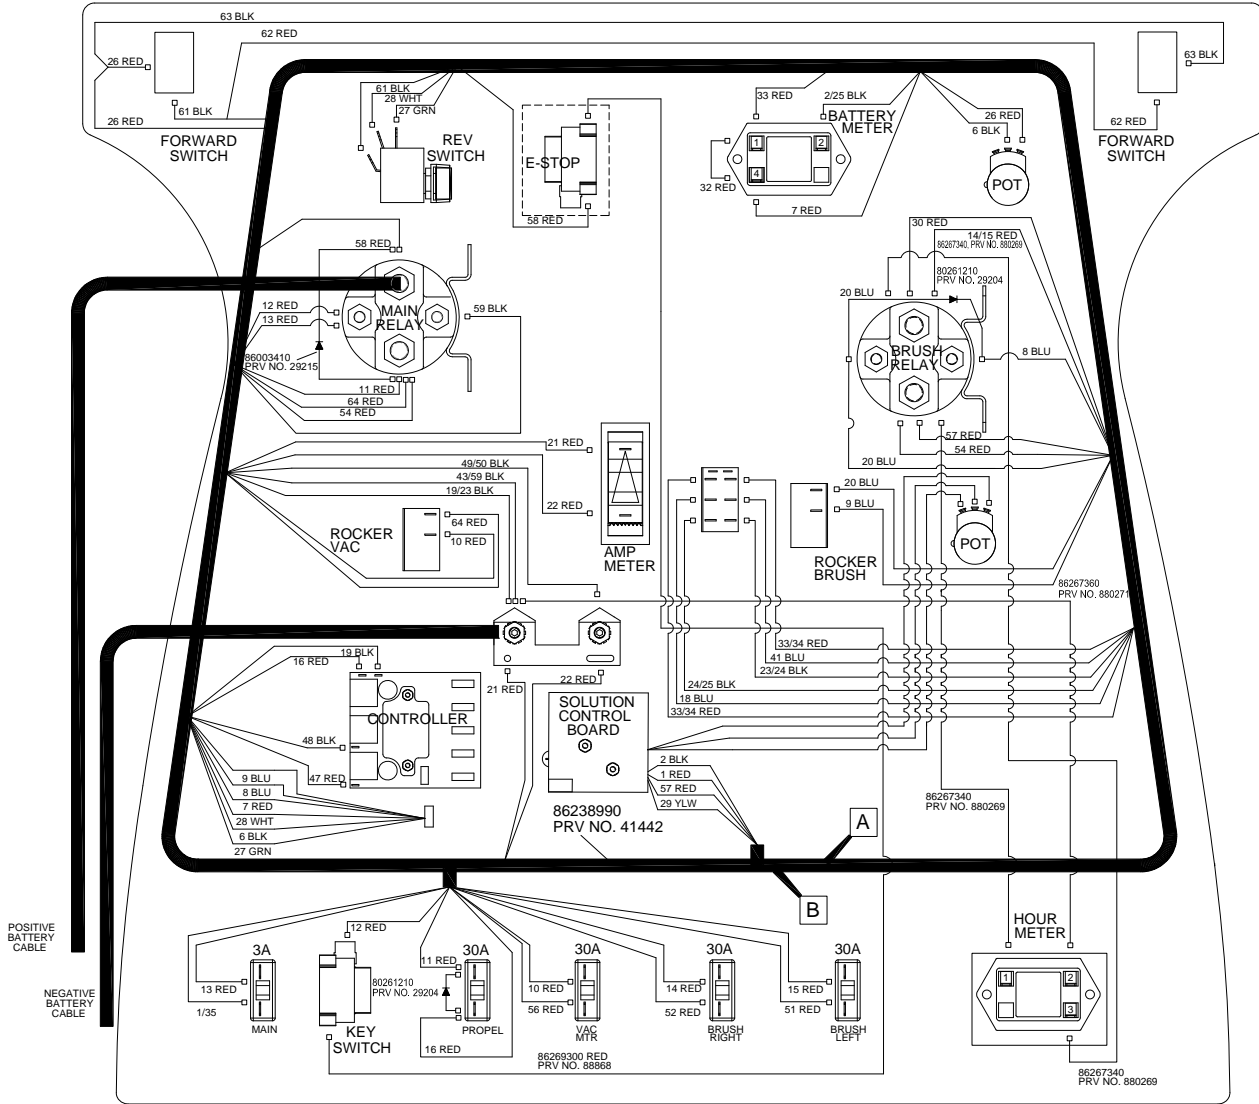 63 BLK
62 RED
26 RED
63 BLK
61 BLK
26 RED
FORWARD
SWITCH
61 BLK
28 WHT
27 GRN
REV
SWITCH
E-STOP
58 RED
33 RED
2/25 BLK
BATTERY
METER
1
2
4
32 RED
7 RED
26 RED
6 BLK
POT
62 RED
FORWARD
SWITCH
58 RED
12 RED
13 RED
MAIN
RELAY
59 BLK
86003410
PRV NO. 29215
11 RED
64 RED
54 RED
30 RED
14/15 RED
86267340, PRV NO. 880269
80261210
PRV NO. 29204
20 BLU
BRUSH
RELAY
8 BLU
57 RED
54 RED
20 BLU
21 RED
49/50 BLK
43/59 BLK
19/23 BLK
22 RED
64 RED
10 RED
ROCKER
VAC
AMP
METER
20 BLU
9 BLU
ROCKER
BRUSH
POT
86267360
PRV NO. 880271
19 BLK
16 RED
21 RED
22 RED
33/34 RED
41 BLU
23/24 BLK
24/25 BLK
18 BLU
33/34 RED
CONTROLLER
48 BLK
47 RED
9 BLU
8 BLU
7 RED
28 WHT
6 BLK
27 GRN
SOLUTION
CONTROL
BOARD
2 BLK
1 RED
57 RED
29 YLW
86238990
PRV NO. 41442
86267340
PRV NO. 880269
A
B
POSITIVE
BATTERY
CABLE
NEGATIVE
BATTERY
CABLE
3A
13 RED
1/35
MAIN
12 RED
KEY
SWITCH
80261210
PRV NO. 29204
11 RED
30A
PROPEL
16 RED
30A
10 RED
56 RED
VAC
MTR
86269300 RED
PRV NO. 88868
30A
14 RED
52 RED
BRUSH
RIGHT
30A
15 RED
51 RED
BRUSH
LEFT
HOUR
METER
1
2
3
86267340
PRV NO. 880269